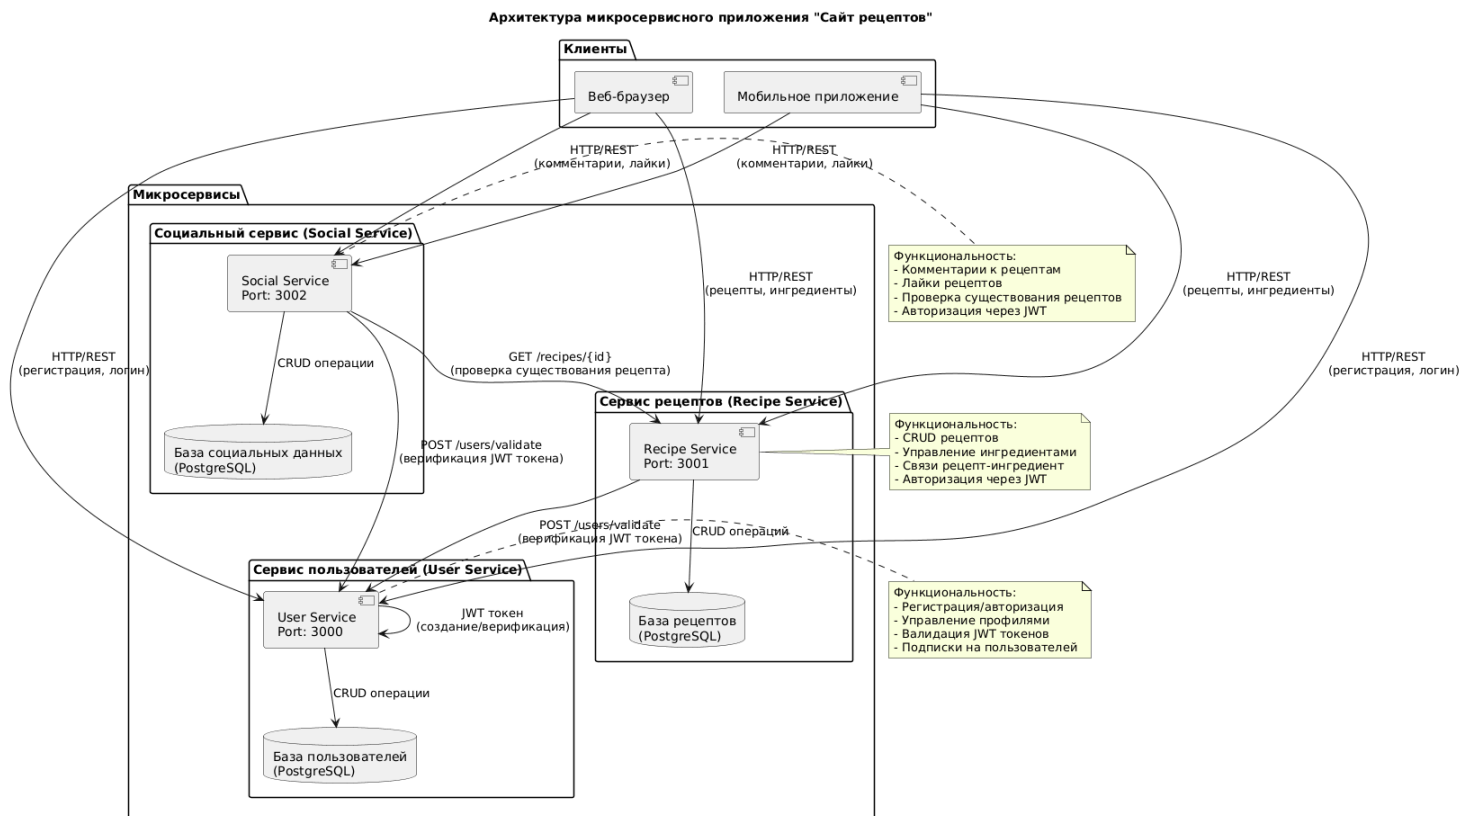 Архитектура микросервисного приложения "Сайт рецептов"
Клиенты
Веб-браузер
Мобильное приложение
HTTP/REST
(комментарии, лайки)
HTTP/REST
(комментарии, лайки)
Микросервисы
Социальный сервис (Social Service)
Social Service
Port: 3002
HTTP/REST
(рецепты, ингредиенты)
Функциональность:
- Комментарии к рецептам
- Лайки рецептов
- Проверка существования рецептов
- Авторизация через JWT
HTTP/REST
(рецепты, ингредиенты)
HTTP/REST
(регистрация, логин)
CRUD операции
GET /recipes/{id}
(проверка существования рецепта)
HTTP/REST
(регистрация, логин)
Сервис рецептов (Recipe Service)
База социальных данных
(PostgreSQL)
POST /users/validate
(верификация JWT токена)
Recipe Service
Port: 3001
Функциональность:
- CRUD рецептов
- Управление ингредиентами
- Связи рецепт-ингредиент
- Авторизация через JWT
POST /users/validate
(верификация JWT токена)
CRUD операций
Сервис пользователей (User Service)
User Service
Port: 3000
JWT токен
(создание/верификация)
База рецептов
(PostgreSQL)
Функциональность:
- Регистрация/авторизация
- Управление профилями
- Валидация JWT токенов
- Подписки на пользователей
CRUD операции
База пользователей
(PostgreSQL)